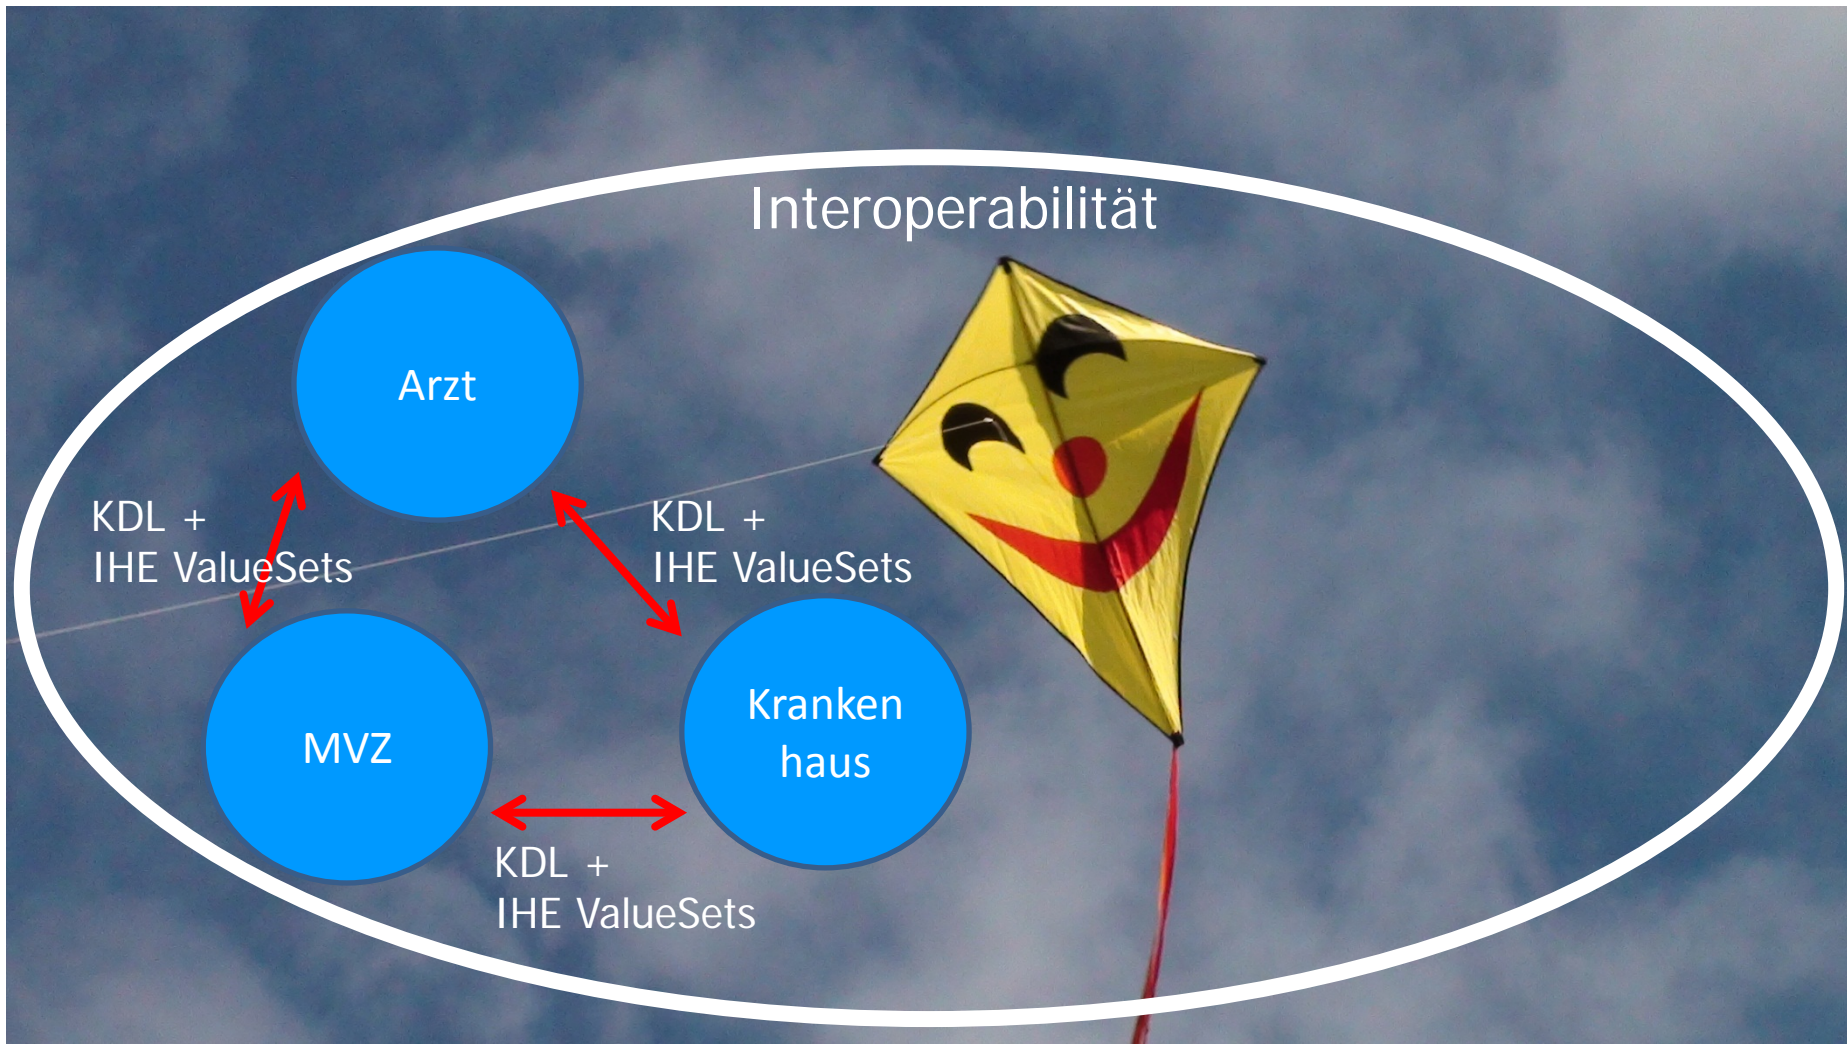 Interoperabilität
Arzt
KDL +
IHE ValueSets
KDL +
IHE ValueSets
MVZ
Kranken
haus
KDL +
IHE ValueSets